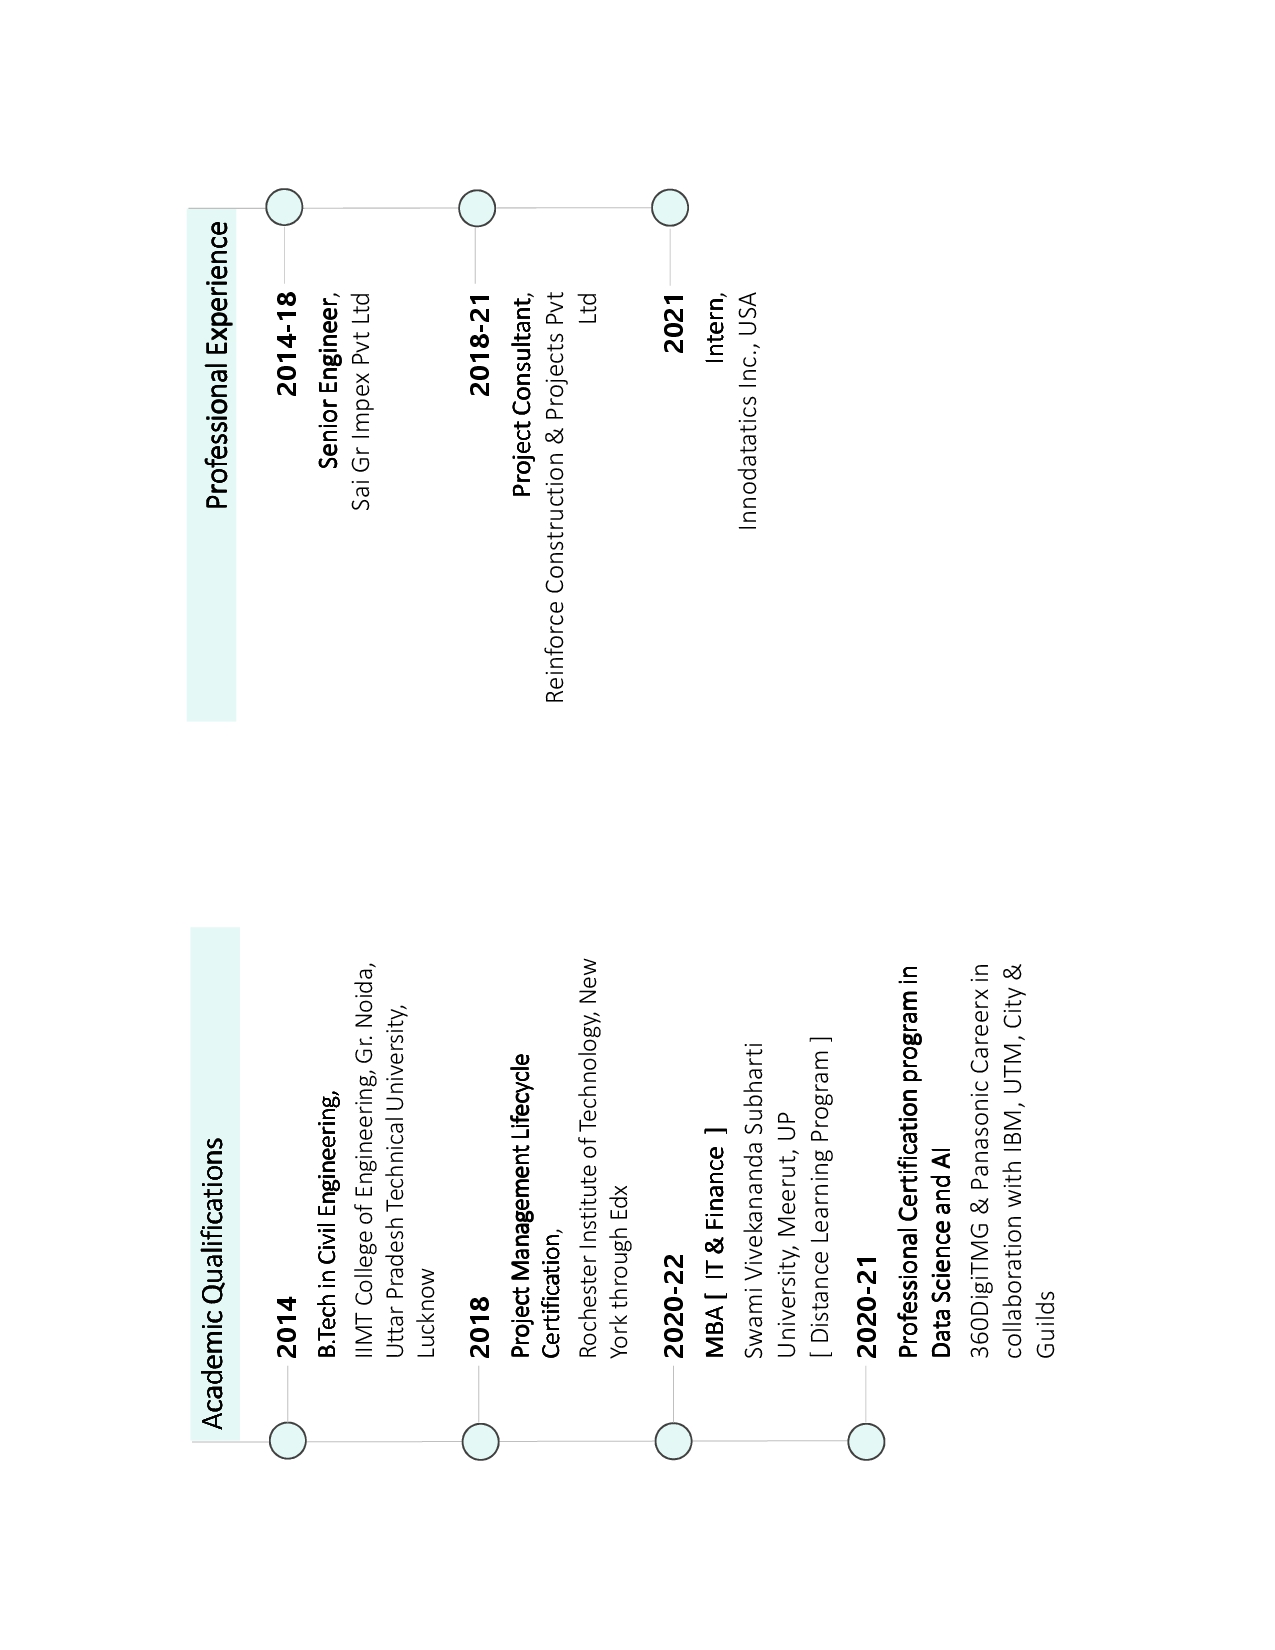 Academic Qualifications
2014
B.Tech in Civil Engineering,
IIMT College of Engineering, Gr. Noida,
Uttar Pradesh Technical University,
Lucknow
2018
Project Management Lifecycle
Certification,
Rochester Institute of Technology, New
York through Edx
2020-22
MBA [ IT & Finance ]
Swami Vivekananda Subharti
University, Meerut, UP
[ Distance Learning Program ]
2020-21
Professional Certification program in
Data Science and AI
360DigiTMG & Panasonic Careerx in
collaboration with IBM, UTM, City &
Guilds
Professional Experience
2014-18
Senior Engineer,
Sai Gr Impex Pvt Ltd
2018-21
Project Consultant,
Reinforce Construction & Projects Pvt
Ltd
2021
Intern,
Innodatatics Inc., USA